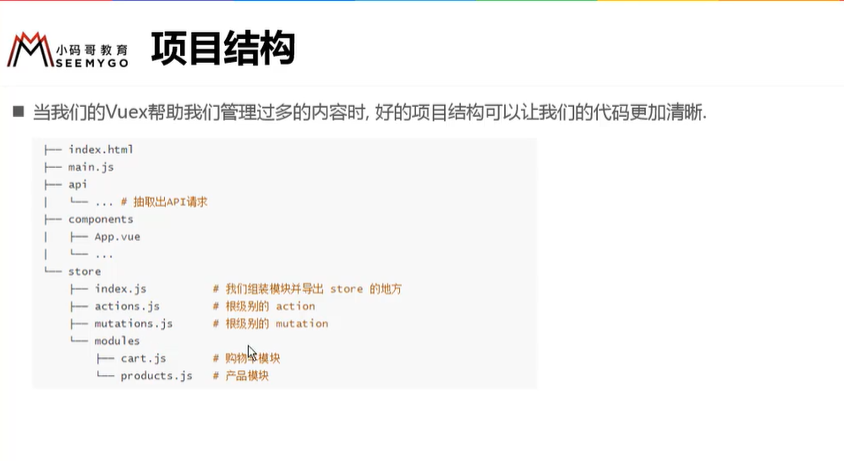 小码哥教育
SEEMYGO
项目结构
■ 当我们的Vuex帮助我们管理过多的内容时, 好的项目结构可以让我们的代码更加清晰.
├── index.html
├── main.js
├── api
│   └── ... # 抽取出API请求
├── components
│   ├── App.vue
│   └── ...
└── store
    ├── index.js          # 我们组装模块并导出 store 的地方
    ├── actions.js        # 根级别的 action
    ├── mutations.js      # 根级别的 mutation
    └── modules
        ├── cart.js       # 购物车模块
        └── products.js   # 产品模块